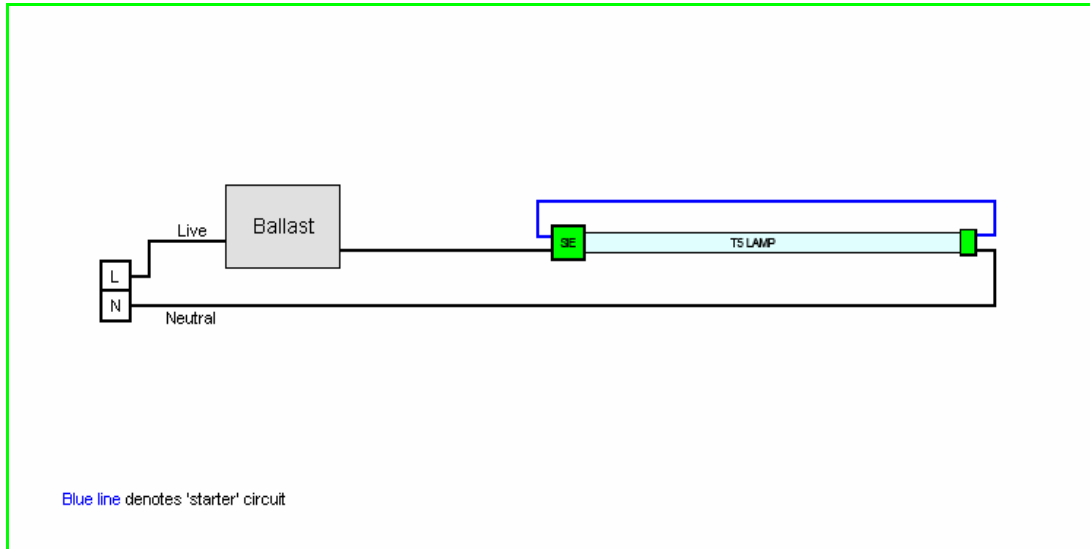 Ballast
Live
L
N
Neutral
SIE
T5 LAMP
Blue line denotes 'starter' circuit